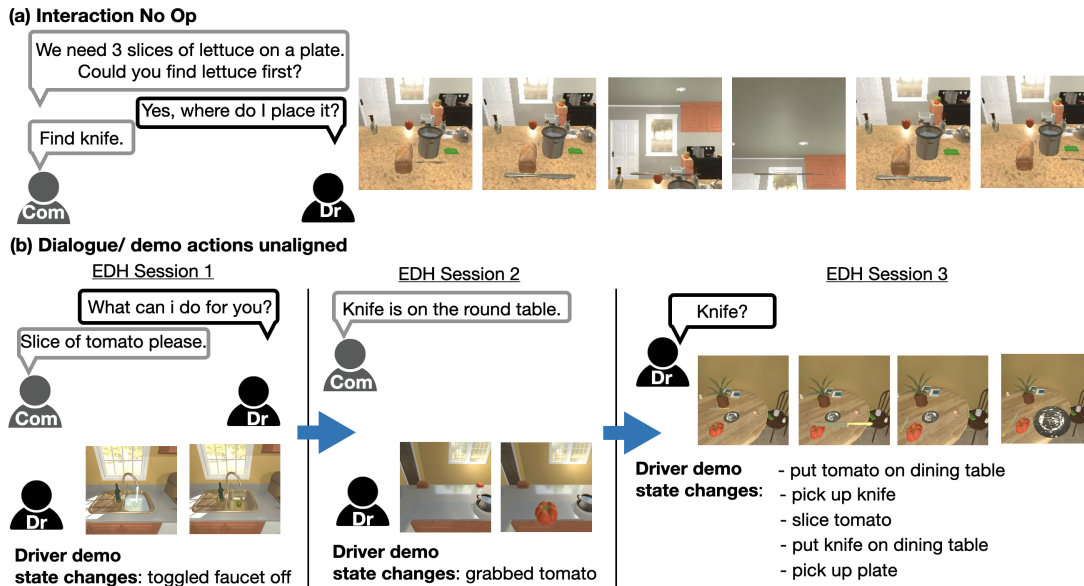 (a) Interaction No Op
We need 3 slices of lettuce on a plate.
Could you find lettuce first?
Yes, where do I place it?
Find knife.
Com
Dr
(b) Dialogue/ demo actions unaligned
EDH Session 1
What can i do for you?
Slice of tomato please.
Com
Dr
Dr
Driver demo
state changes: toggled faucet off
EDH Session 2
Knife is on the round table.
Com
Dr
Driver demo
state changes: grabbed tomato
EDH Session 3
Knife?
Dr
Driver demo
state changes:
- put tomato on dining table
- pick up knife
- slice tomato
- put knife on dining table
- pick up plate